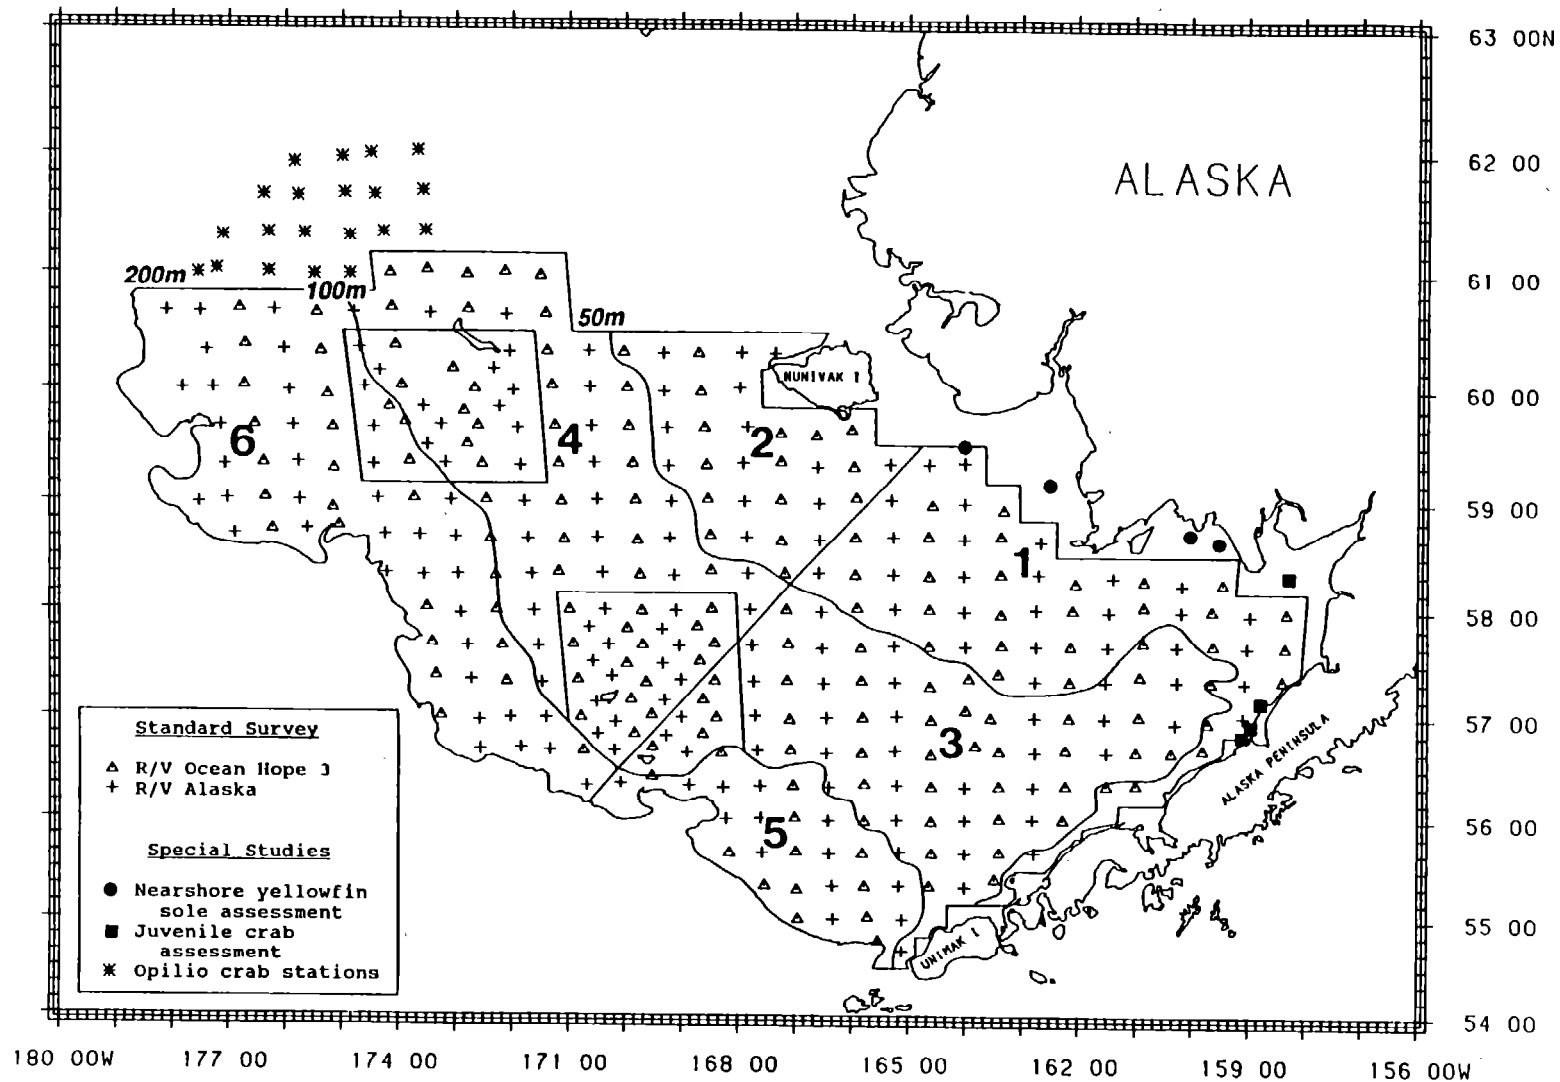 63 00N
62 00
61 00
60 00
59 00
58 00
57 00
56 00
55 00
54 00
ALASKA
200m
100m
50m
NUNIVAK I
6
4
2
1
3
5
ALASKA PENINSULA
UNIMAK I
Standard Survey
R/V Ocean Hope 3
R/V Alaska
Special Studies
Nearshore yellowfin
sole assessment
Juvenile crab
assessment
Opilio crab stations
180 00W 177 00 174 00 171 00 168 00 165 00 162 00 159 00 156 00W